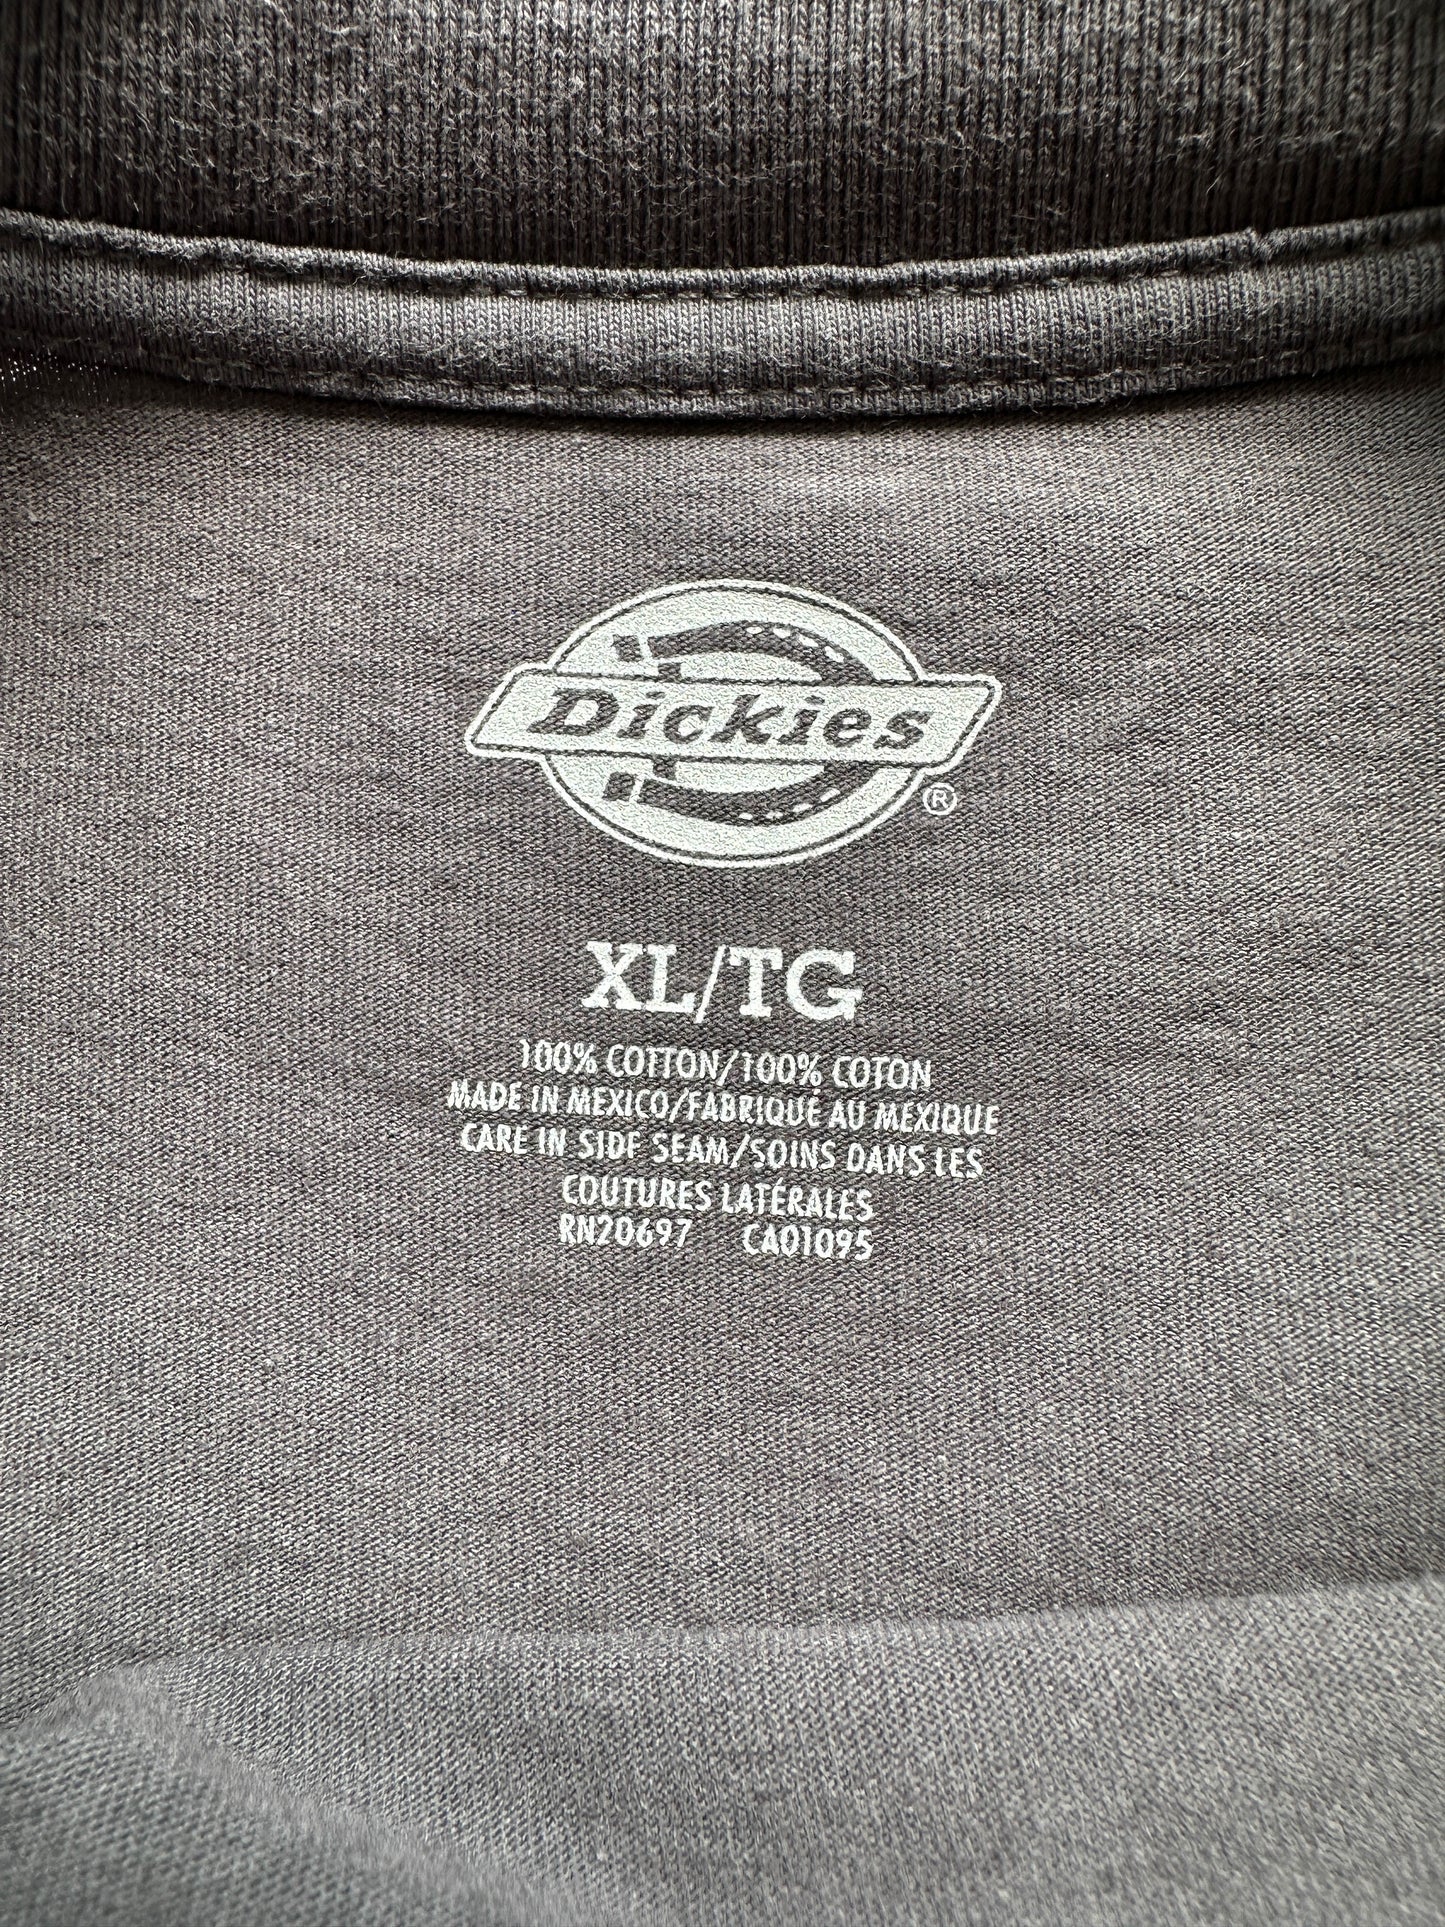 Dickies
®
XL/TG
100% COTTON/100% COTON
MADE IN MEXICO/FABRIQUÉ AU MEXIQUE
CARE IN SIDE SEAM/SOINS DANS LES
COUTURES LATÉRALES
RN20697 CA01095